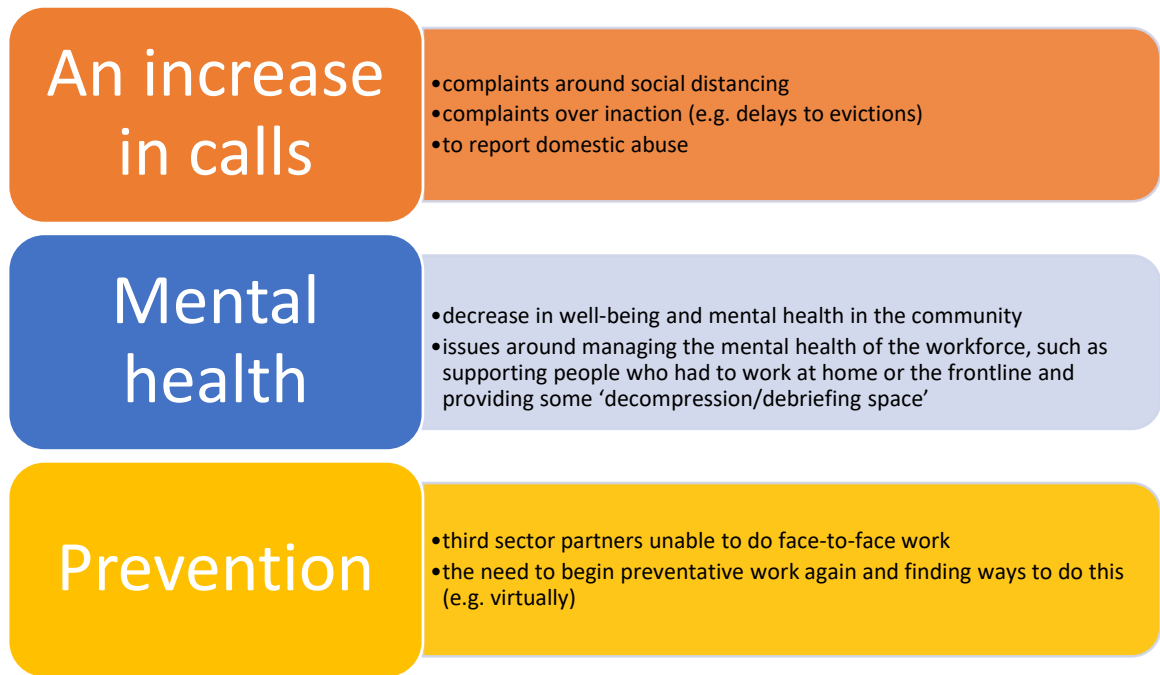 An increase
in calls
•complaints around social distancing
•complaints over inaction (e.g. delays to evictions)
•to report domestic abuse
Mental
health
•decrease in well-being and mental health in the community
•issues around managing the mental health of the workforce, such as
supporting people who had to work at home or the frontline and
providing some ‘decompression/debriefing space’
Prevention
•third sector partners unable to do face-to-face work
•the need to begin preventative work again and finding ways to do this
(e.g. virtually)